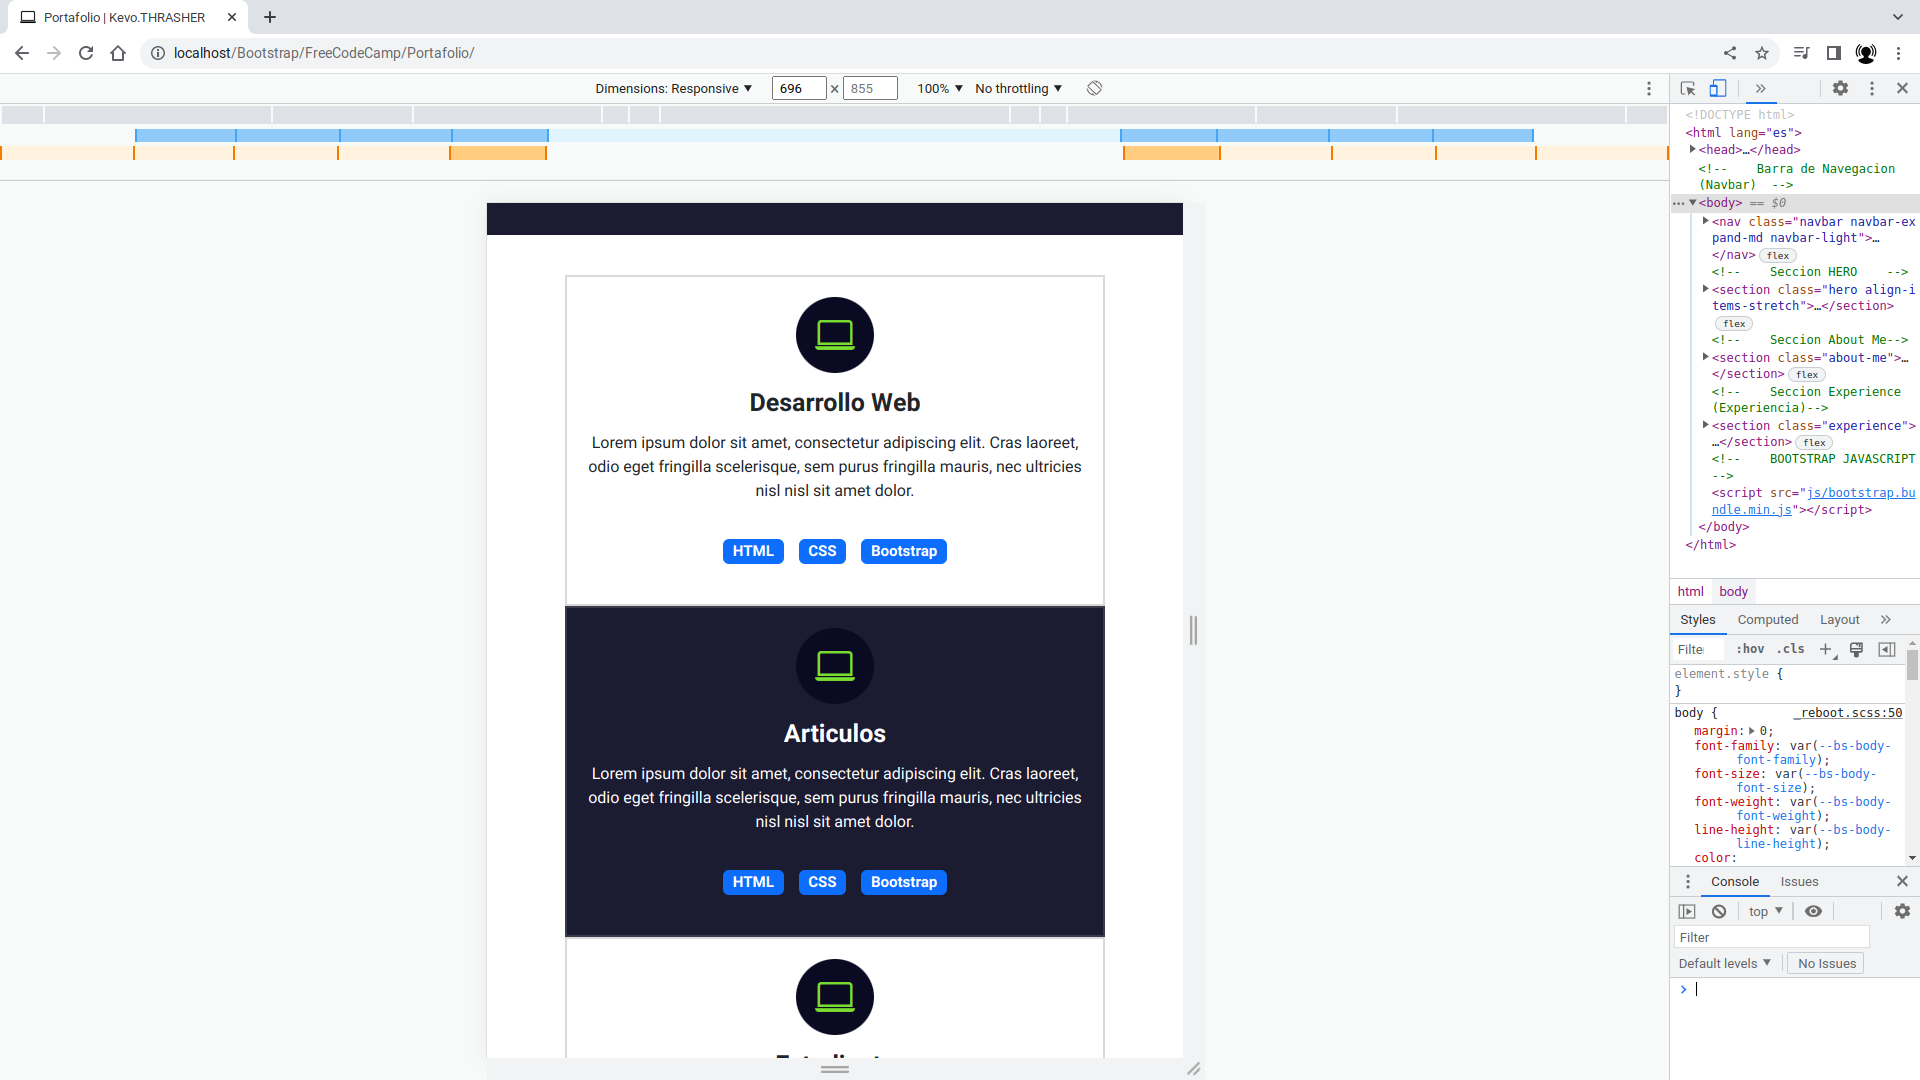 Portafolio | Kevo.THRASHER
localhost/Bootstrap/FreeCodeCamp/Portafolio/
Dimensions: Responsive 696 × 855 100% No throttling
Desarrollo Web
Lorem ipsum dolor sit amet, consectetur adipiscing elit. Cras laoreet,
odio eget fringilla scelerisque, sem purus fringilla mauris, nec ultricies
nisl nisl sit amet dolor.
HTML CSS Bootstrap
Articulos
Lorem ipsum dolor sit amet, consectetur adipiscing elit. Cras laoreet,
odio eget fringilla scelerisque, sem purus fringilla mauris, nec ultricies
nisl nisl sit amet dolor.
HTML CSS Bootstrap
<!DOCTYPE html>
<html lang="es">
<head>…</head>
<!-- Barra de Navegacion
(Navbar) -->
<body> == $0
<nav class="navbar navbar-ex
pand-md navbar-light">…
</nav> flex
<!-- Seccion HERO -->
<section class="hero align-i
tems-stretch">…</section>
flex
<!-- Seccion About Me-->
<section class="about-me">…
</section> flex
<!-- Seccion Experience
(Experiencia)-->
<section class="experience">
…</section> flex
<!-- BOOTSTRAP JAVASCRIPT
-->
<script src="js/bootstrap.bu
ndle.min.js"></script>
</body>
</html>
html body
Styles Computed Layout
Filte :hov .cls
element.style {
}
body { _reboot.scss:50
margin: 0;
font-family: var(--bs-body-
font-family);
font-size: var(--bs-body-
font-size);
font-weight: var(--bs-body-
font-weight);
line-height: var(--bs-body-
line-height);
color:
Console Issues
top
Filter
Default levels No Issues